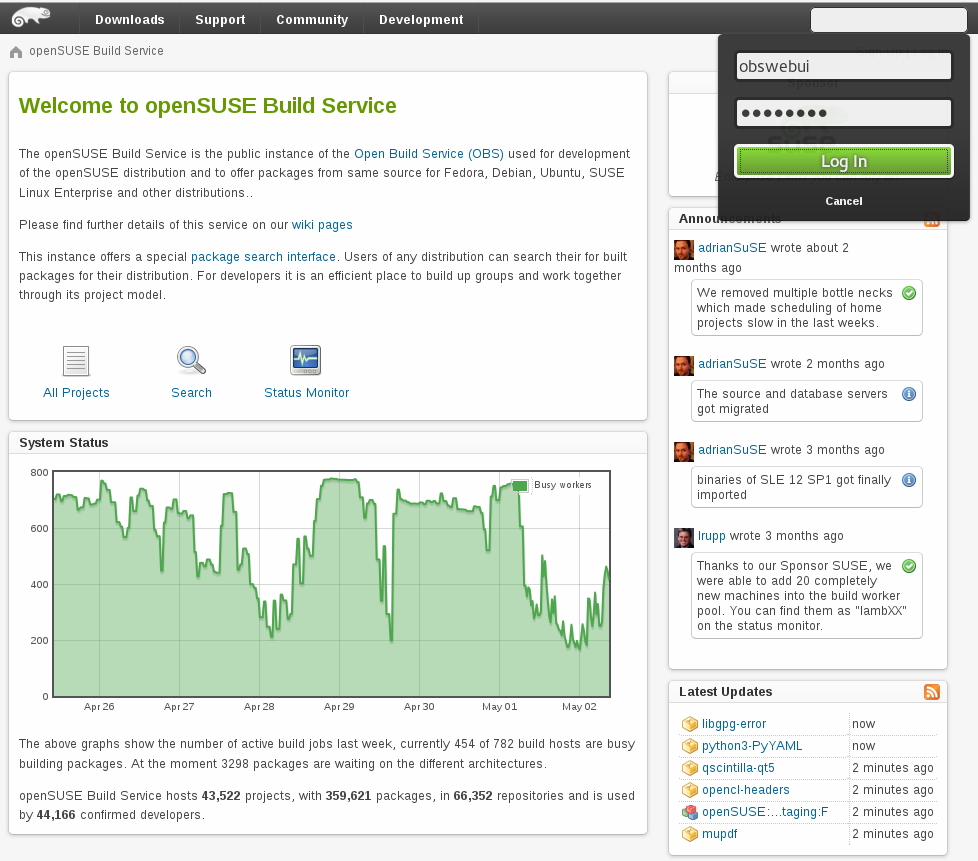 Downloads Support Community Development
openSUSE Build Service
obswebui
••••••••
Log In
Cancel
Welcome to openSUSE Build Service
The openSUSE Build Service is the public instance of the Open Build Service (OBS) used for development
of the openSUSE distribution and to offer packages from same source for Fedora, Debian, Ubuntu, SUSE
Linux Enterprise and other distributions..
Please find further details of this service on our wiki pages
This instance offers a special package search interface. Users of any distribution can search their for built
packages for their distribution. For developers it is an efficient place to build up groups and work together
through its project model.
All Projects Search Status Monitor
System Status
800
600
400
200
0
Busy workers
Apr 26 Apr 27 Apr 28 Apr 29 Apr 30 May 01 May 02
The above graphs show the number of active build jobs last week, currently 454 of 782 build hosts are busy
building packages. At the moment 3298 packages are waiting on the different architectures.
openSUSE Build Service hosts 43,522 projects, with 359,621 packages, in 66,352 repositories and is used
by 44,166 confirmed developers.
Sponsor
Announcements
adrianSuSE wrote about 2
months ago
We removed multiple bottle necks
which made scheduling of home
projects slow in the last weeks.
adrianSuSE wrote 2 months ago
The source and database servers
got migrated
adrianSuSE wrote 3 months ago
binaries of SLE 12 SP1 got finally
imported
lrupp wrote 3 months ago
Thanks to our Sponsor SUSE, we
were able to add 20 completely
new machines into the build worker
pool. You can find them as "lambXX"
on the status monitor.
Latest Updates
libgpg-error now
python3-PyYAML now
qscintilla-qt5 2 minutes ago
opencl-headers 2 minutes ago
openSUSE:...taging:F 2 minutes ago
mupdf 2 minutes ago